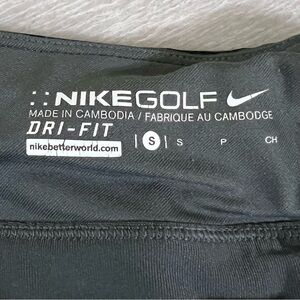 NIKEGOLF
MADE IN CAMBODIA / FABRIQUE AU CAMBODGE
DRI-FIT | S | S P CH
nikebetterworld.com